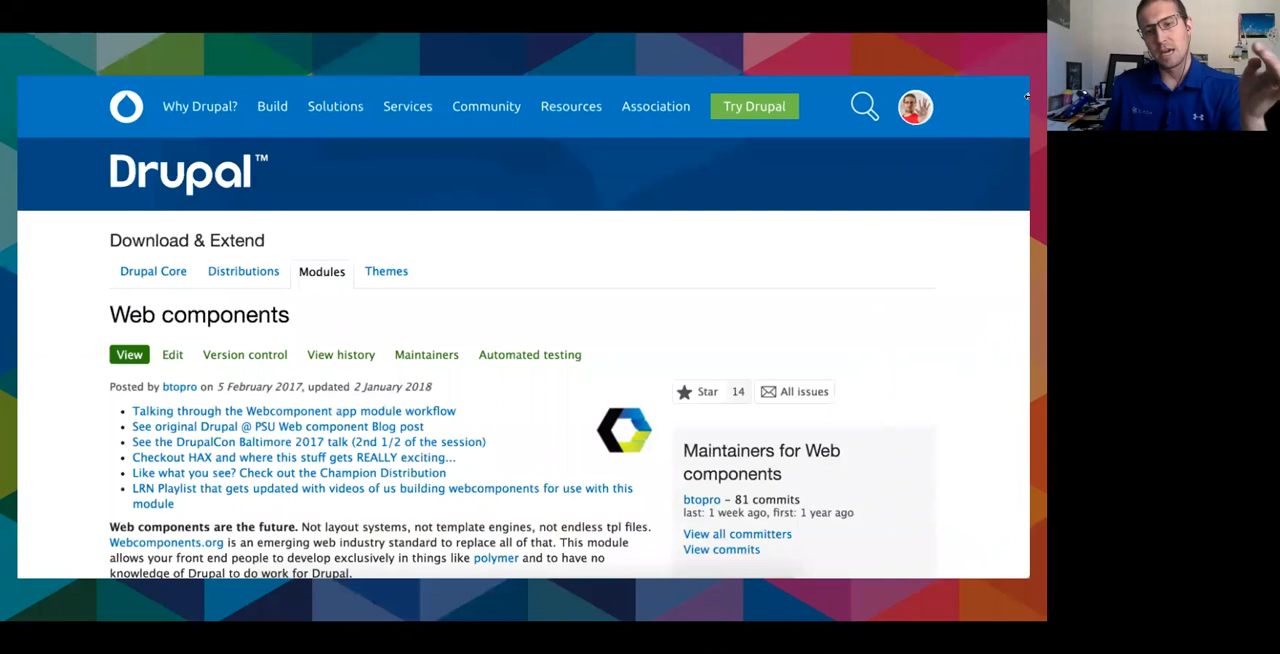 Why Drupal? Build Solutions Services Community Resources Association Try Drupal
Drupal™
Download & Extend
Drupal Core Distributions Modules Themes
Web components
View Edit Version control View history Maintainers Automated testing
Posted by btopro on 5 February 2017, updated 2 January 2018
Talking through the Webcomponent app module workflow
See original Drupal @ PSU Web component Blog post
See the DrupalCon Baltimore 2017 talk (2nd 1/2 of the session)
Checkout HAX and where this stuff gets REALLY exciting...
Like what you see? Check out the Champion Distribution
LRN Playlist that gets updated with videos of us building webcomponents for use with this
module
Web components are the future. Not layout systems, not template engines, not endless tpl files.
Webcomponents.org is an emerging web industry standard to replace all of that. This module
allows your front end people to develop exclusively in things like polymer and to have no
knowledge of Drupal to do work for Drupal.
Star 14 All issues
Maintainers for Web
components
btopro – 81 commits
last: 1 week ago, first: 1 year ago
View all committers
View commits